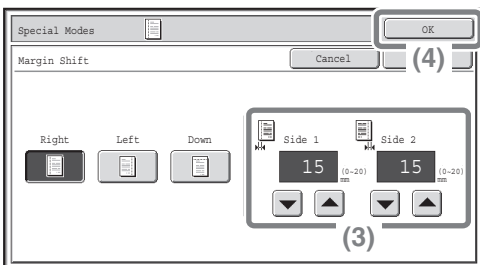 Special Modes
OK
Margin Shift
Cancel
(4)
Right Left Down
Side 1 Side 2
15 (0~20) mm 15 (0~20) mm
(3)